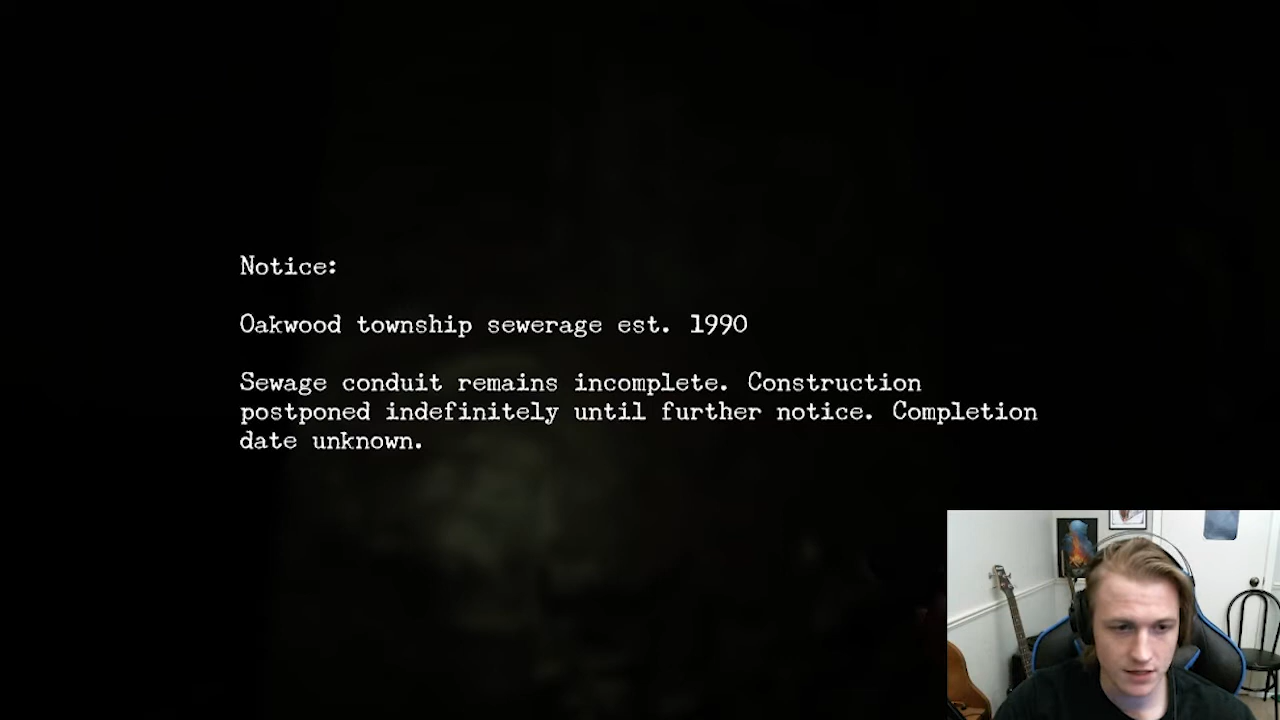 Notice:
Oakwood township sewerage est. 1990
Sewage conduit remains incomplete. Construction
postponed indefinitely until further notice. Completion
date unknown.